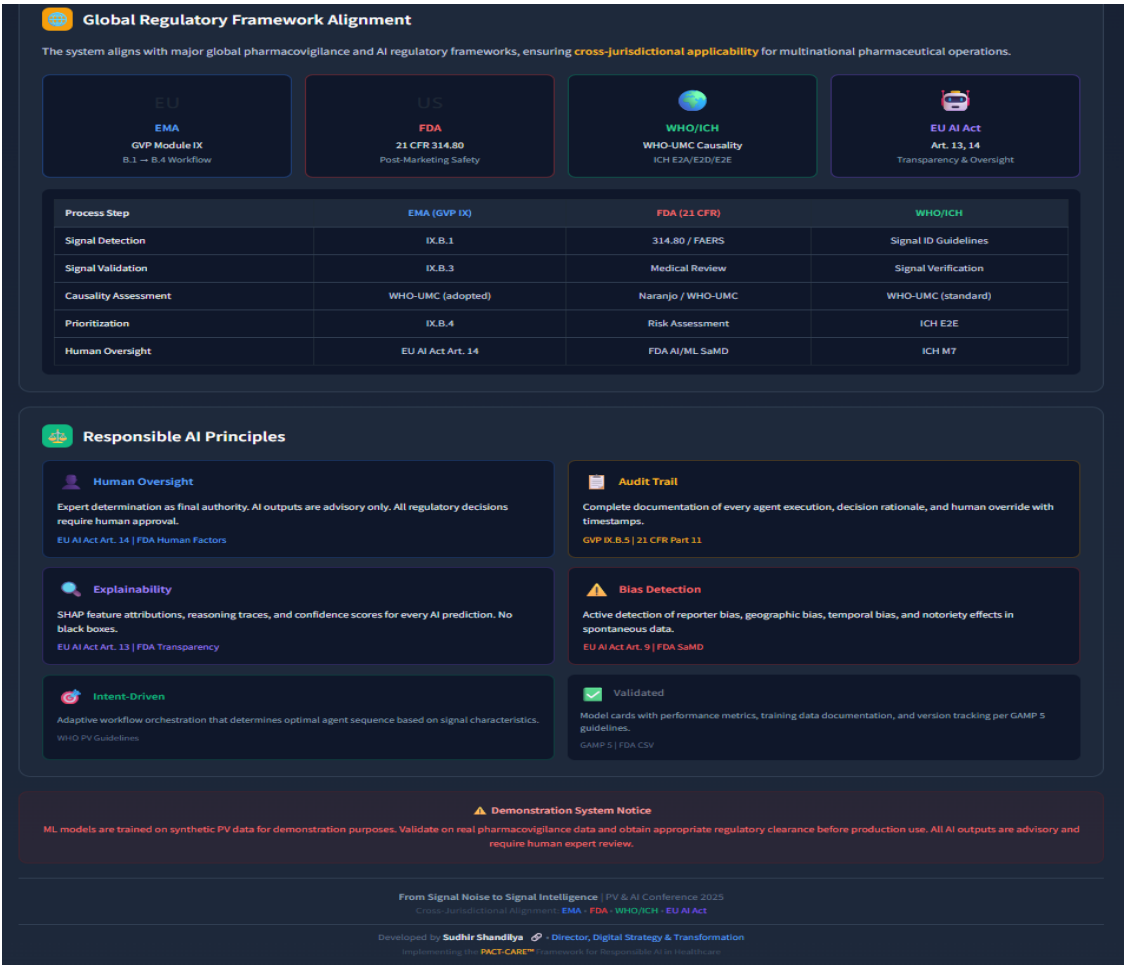 Global Regulatory Framework Alignment
The system aligns with major global pharmacovigilance and AI regulatory frameworks, ensuring cross-jurisdictional applicability for multinational pharmaceutical operations.
EU
EMA
GVP Module IX
B.1 → B.4 Workflow
US
FDA
21 CFR 314.80
Post-Marketing Safety
WHO/ICH
WHO-UMC Causality
ICH E2A/E2D/E2E
EU AI Act
Art. 13, 14
Transparency & Oversight
Process Step EMA (GVP IX) FDA (21 CFR) WHO/ICH
Signal Detection IX.B.1 314.80 / FAERS Signal ID Guidelines
Signal Validation IX.B.3 Medical Review Signal Verification
Causality Assessment WHO-UMC (adopted) Naranjo / WHO-UMC WHO-UMC (standard)
Prioritization IX.B.4 Risk Assessment ICH E2E
Human Oversight EU AI Act Art. 14 FDA AI/ML SaMD ICH M7
Responsible AI Principles
Human Oversight
Expert determination as final authority. AI outputs are advisory only. All regulatory decisions
require human approval.
EU AI Act Art. 14 | FDA Human Factors
Audit Trail
Complete documentation of every agent execution, decision rationale, and human override with
timestamps.
GVP IX.B.5 | 21 CFR Part 11
Explainability
SHAP feature attributions, reasoning traces, and confidence scores for every AI prediction. No
black boxes.
EU AI Act Art. 13 | FDA Transparency
Bias Detection
Active detection of reporter bias, geographic bias, temporal bias, and notoriety effects in
spontaneous data.
EU AI Act Art. 9 | FDA SaMD
Intent-Driven
Adaptive workflow orchestration that determines optimal agent sequence based on signal characteristics.
WHO PV Guidelines
Validated
Model cards with performance metrics, training data documentation, and version tracking per GAMP 5
guidelines.
GAMP 5 | FDA CSV
Demonstration System Notice
ML models are trained on synthetic PV data for demonstration purposes. Validate on real pharmacovigilance data and obtain appropriate regulatory clearance before production use. All AI outputs are advisory and
require human expert review.
From Signal Noise to Signal Intelligence | PV & AI Conference 2025
Cross-Jurisdictional Alignment: EMA · FDA · WHO/ICH · EU AI Act
Developed by Sudhir Shandilya · Director, Digital Strategy & Transformation
Implementing the PACT-CARE™ Framework for Responsible AI in Healthcare